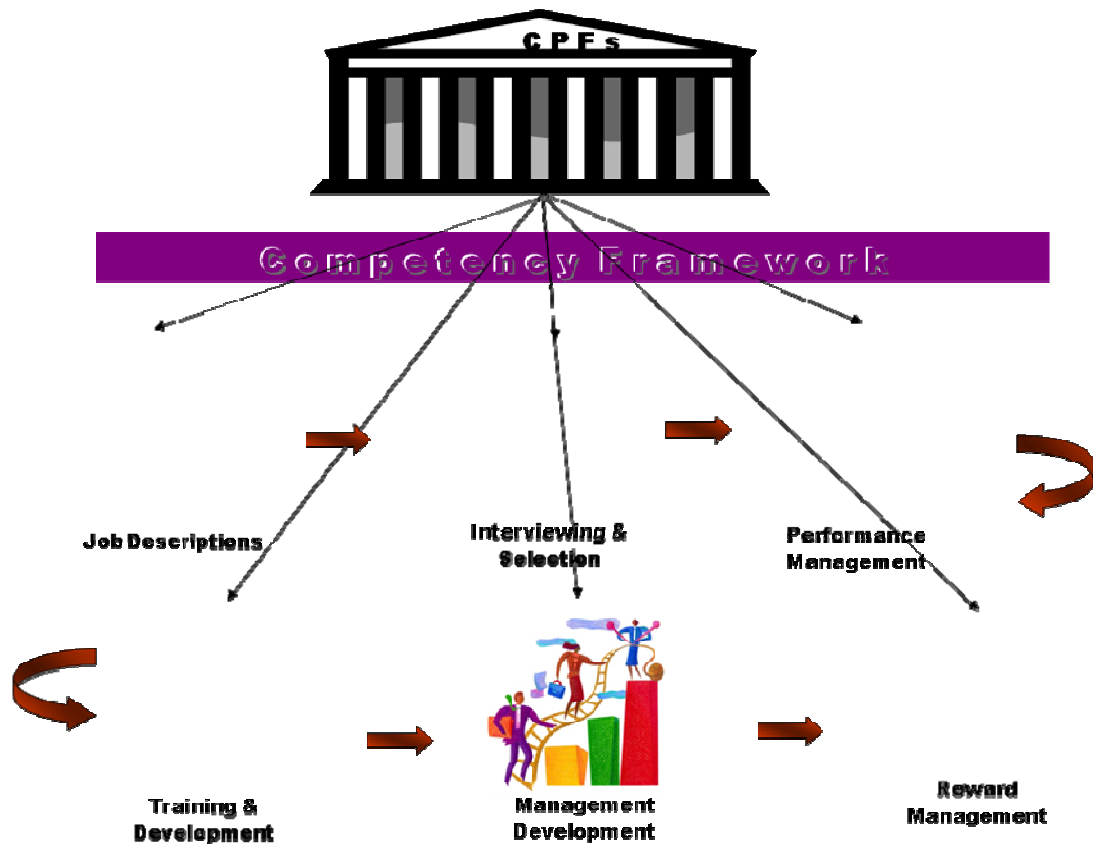 CPFs
Competency Framework
Job Descriptions
Interviewing &
Selection
Performance
Management
Training &
Development
Management
Development
Reward
Management